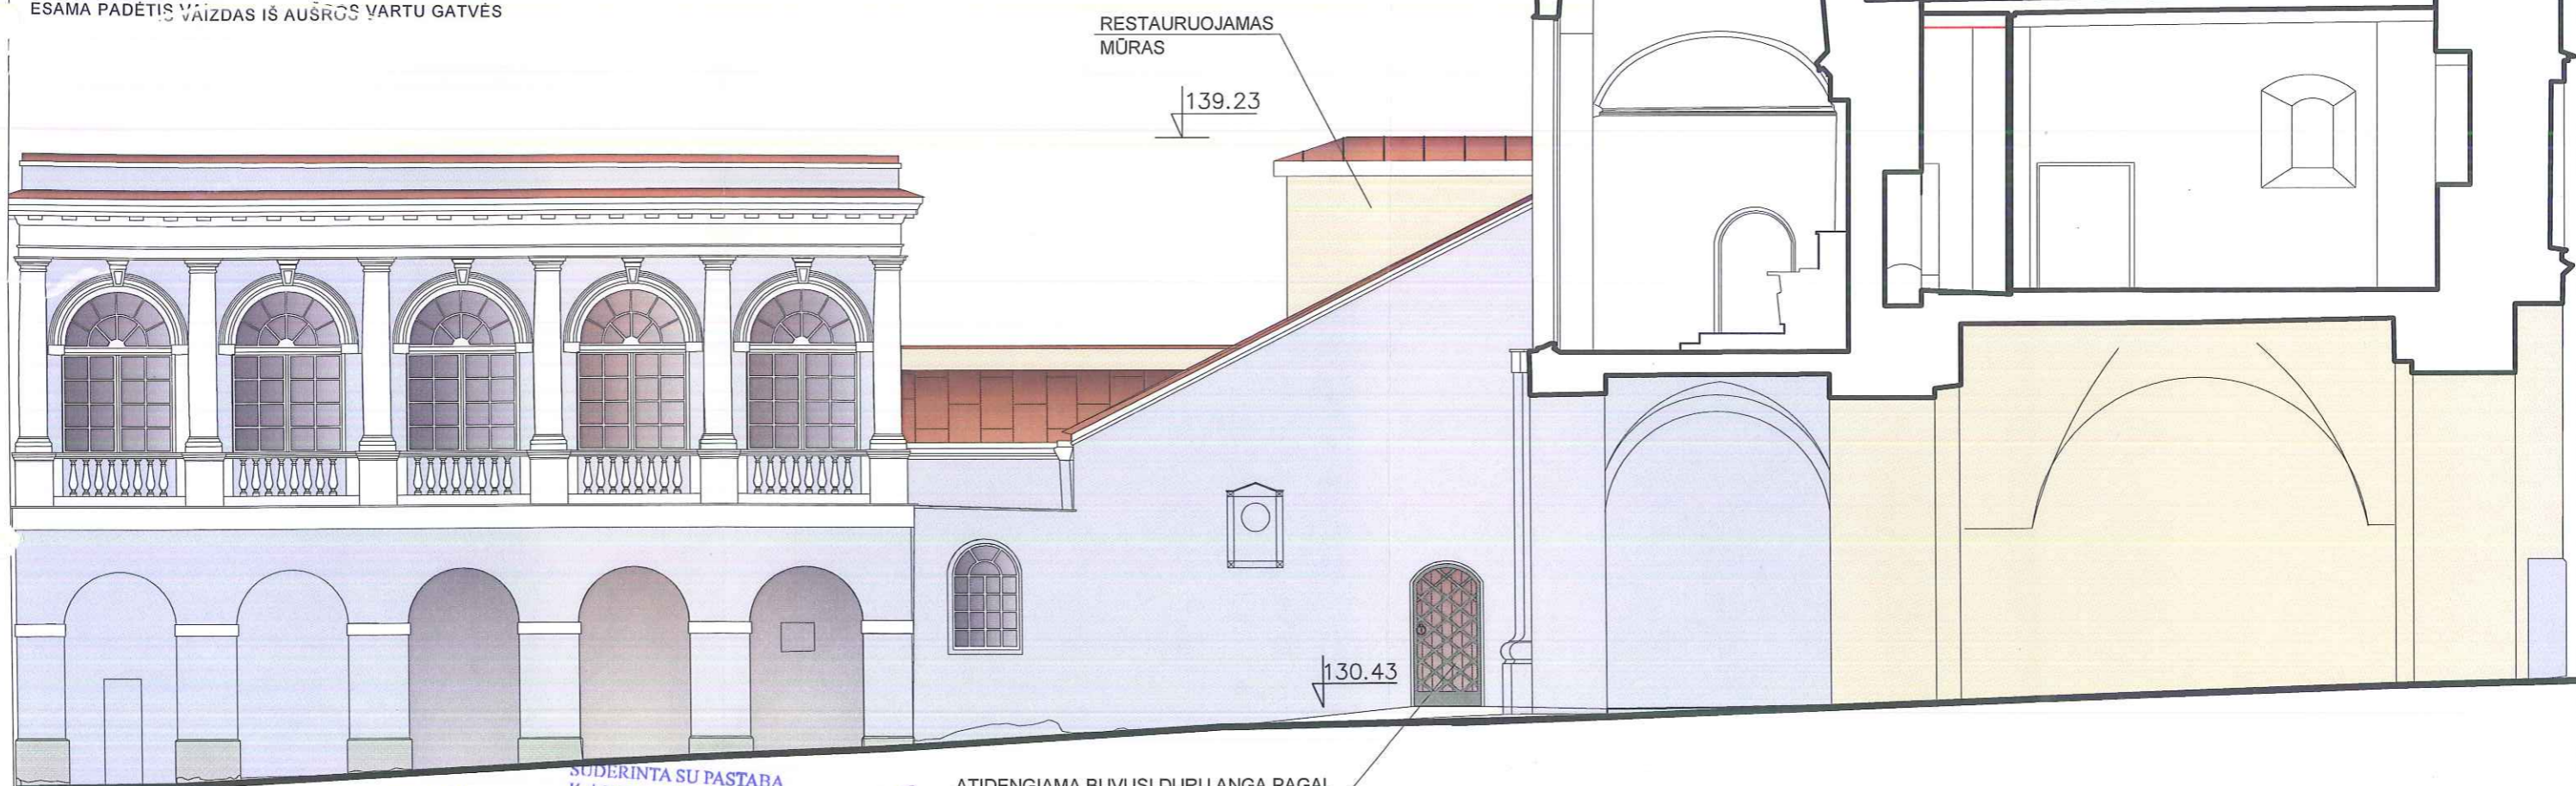 ESAMA PADĖTIS VAIZDAS IŠ AUŠROS VARTU GATVĖS
RESTAURUOJAMAS
MŪRAS
139.23
130.43
SUDERINTA SU PASTABA
ATIDENGIAMA BUVUSI DURU ANGA PAGAL